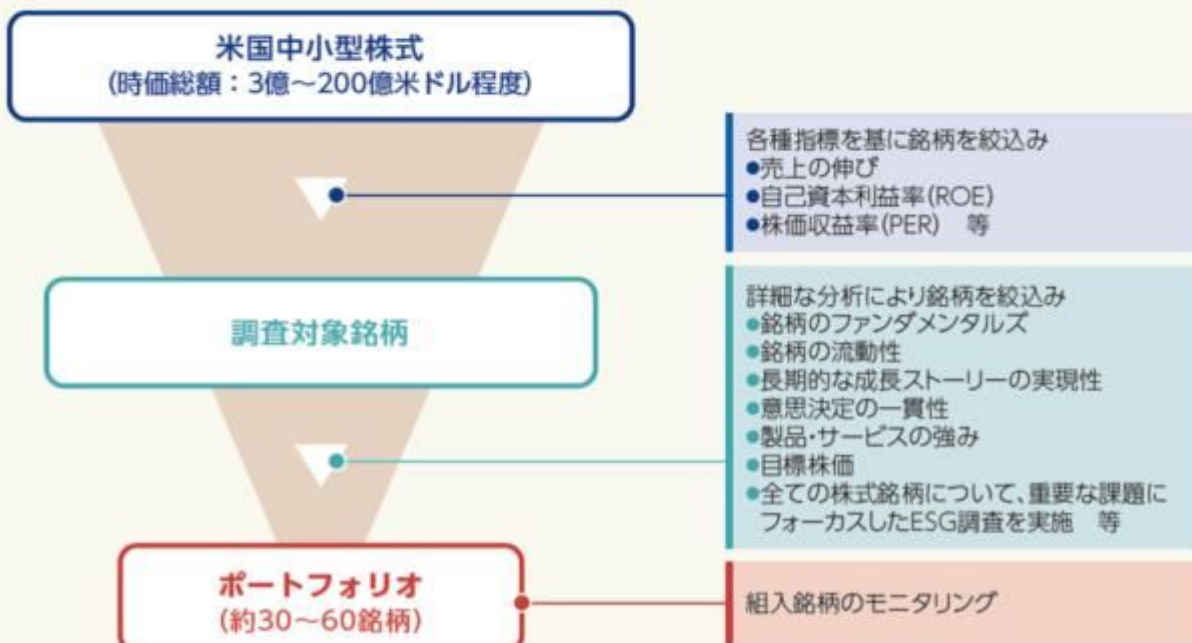 米国中小型株式
(時価総額：3億～200億米ドル程度)
各種指標を基に銘柄を絞込み
●売上の伸び
●自己資本利益率(ROE)
●株価収益率(PER)　等
調査対象銘柄
詳細な分析により銘柄を絞込み
●銘柄のファンダメンタルズ
●銘柄の流動性
●長期的な成長ストーリーの実現性
●意思決定の一貫性
●製品・サービスの強み
●目標株価
●全ての株式銘柄について、重要な課題に
フォーカスしたESG調査を実施　等
ポートフォリオ
(約30～60銘柄)
組入銘柄のモニタリング